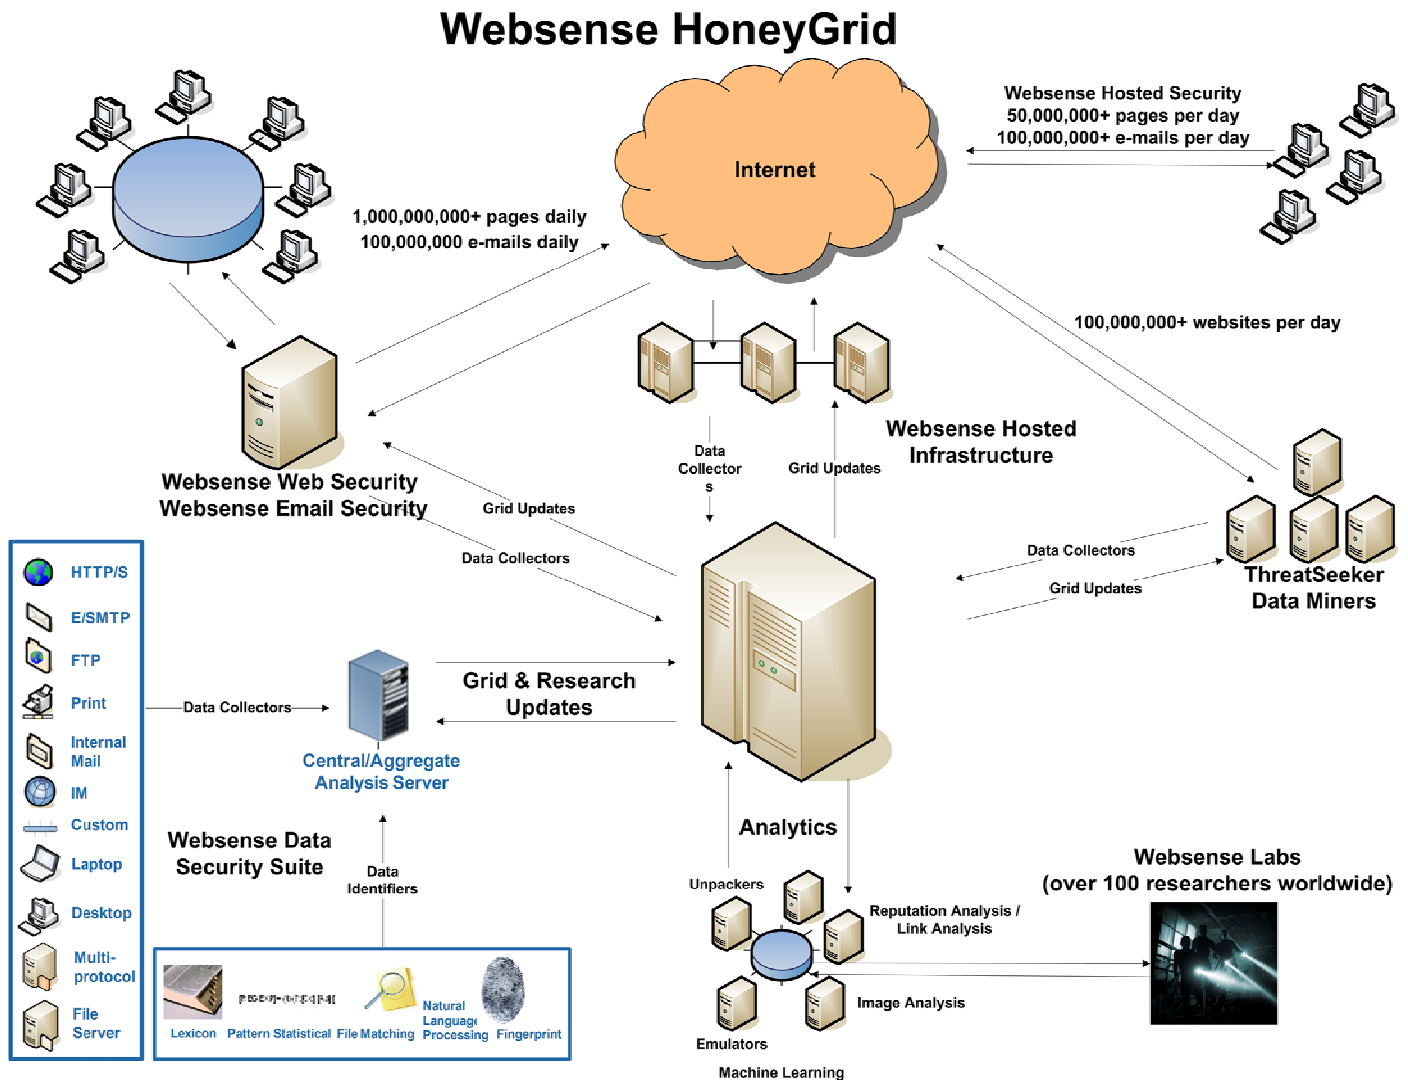 Websense HoneyGrid
Websense Hosted Security
50,000,000+ pages per day
100,000,000+ e-mails per day
Internet
1,000,000,000+ pages daily
100,000,000 e-mails daily
100,000,000+ websites per day
Websense Hosted
Infrastructure
Data
Collector
s
Grid Updates
Websense Web Security
Websense Email Security
Grid Updates
Data Collectors
Data Collectors
Grid Updates
ThreatSeeker
Data Miners
HTTP/S
E/SMTP
FTP
Print
Internal
Mail
IM
Custom
Laptop
Desktop
Multi-
protocol
File
Server
Data Collectors
Grid & Research
Updates
Central/Aggregate
Analysis Server
Websense Data
Security Suite
Data
Identifiers
Lexicon
Pattern Statistical
File Matching
Natural
Language
Processing
Fingerprint
Analytics
Unpackers
Reputation Analysis /
Link Analysis
Image Analysis
Emulators
Machine Learning
Websense Labs
(over 100 researchers worldwide)